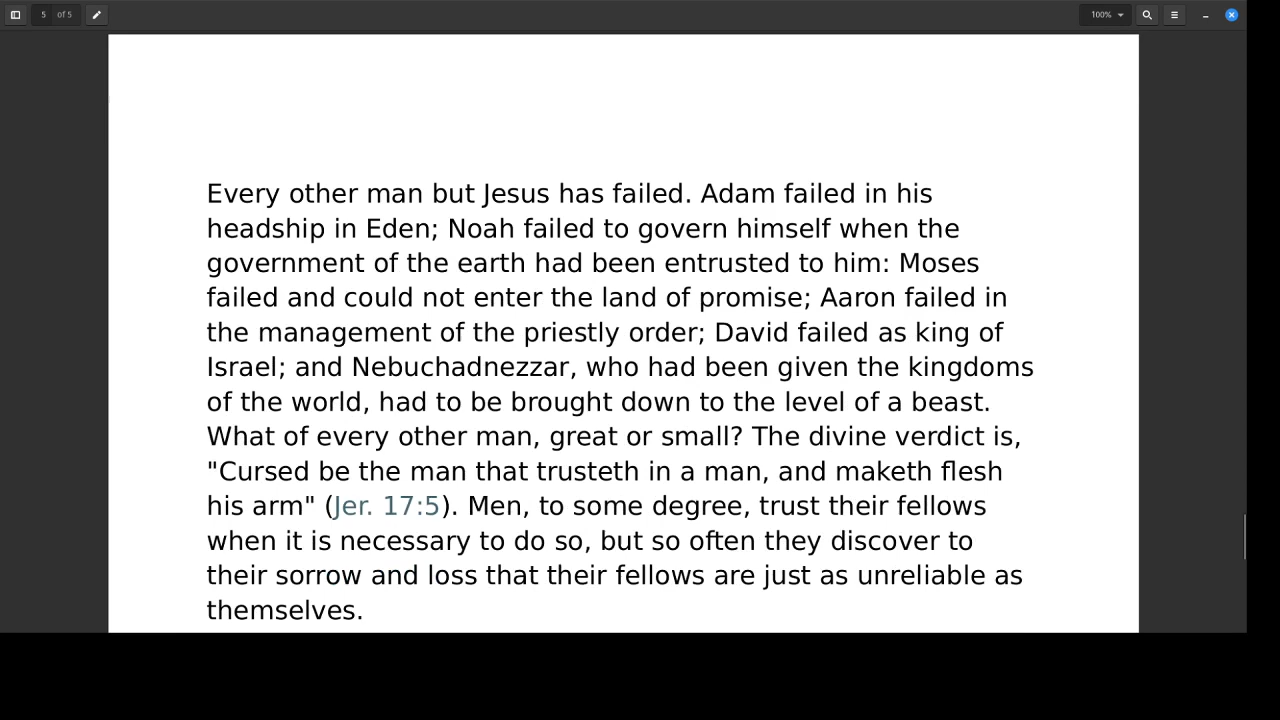 5 of 5
100%
Every other man but Jesus has failed. Adam failed in his
headship in Eden; Noah failed to govern himself when the
government of the earth had been entrusted to him: Moses
failed and could not enter the land of promise; Aaron failed in
the management of the priestly order; David failed as king of
Israel; and Nebuchadnezzar, who had been given the kingdoms
of the world, had to be brought down to the level of a beast.
What of every other man, great or small? The divine verdict is,
"Cursed be the man that trusteth in a man, and maketh flesh
his arm" (Jer. 17:5). Men, to some degree, trust their fellows
when it is necessary to do so, but so often they discover to
their sorrow and loss that their fellows are just as unreliable as
themselves.